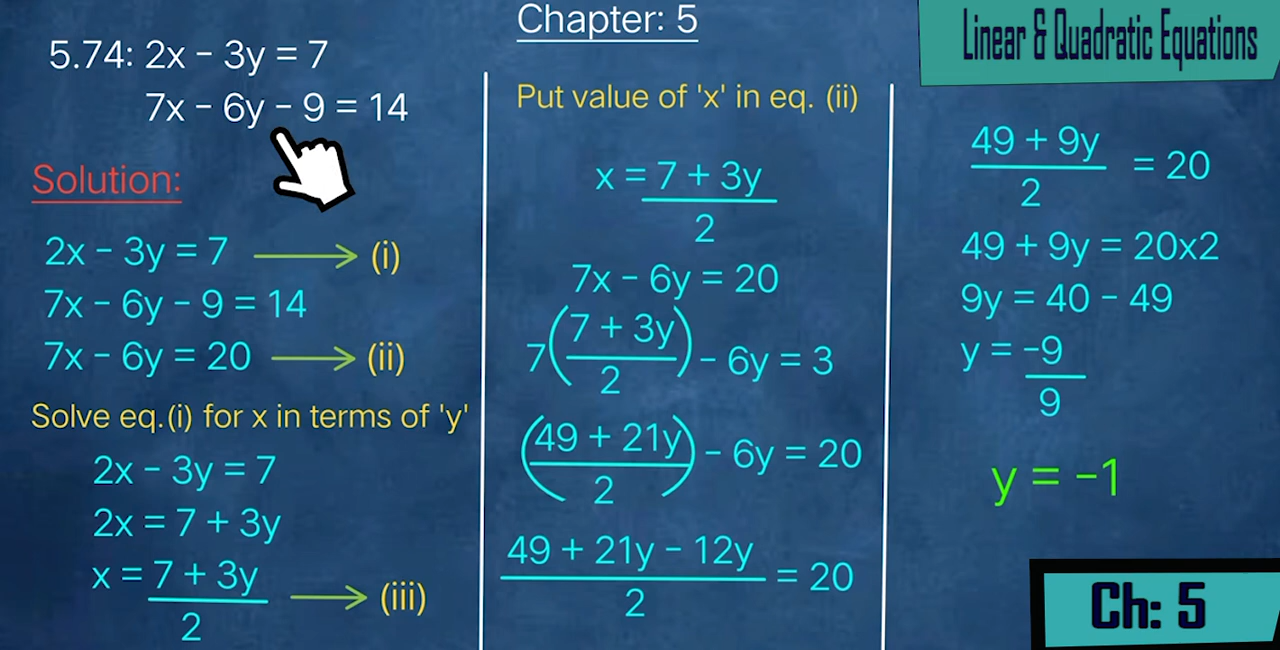 Chapter: 5
Linear & Quadratic Equations
5.74: 2x - 3y = 7
7x - 6y - 9 = 14
Solution:
2x - 3y = 7 ⟶ (i)
7x - 6y - 9 = 14
7x - 6y = 20 ⟶ (ii)
Solve eq.(i) for x in terms of 'y'
2x - 3y = 7
2x = 7 + 3y
x = 7 + 3y
2
⟶ (iii)
Put value of 'x' in eq. (ii)
x = 7 + 3y
2
7x - 6y = 20
7(7 + 3y
2) - 6y = 3
(49 + 21y
2) - 6y = 20
49 + 21y - 12y
2
= 20
49 + 9y
2
= 20
49 + 9y = 20x2
9y = 40 - 49
y = -9
9
y = -1
Ch: 5